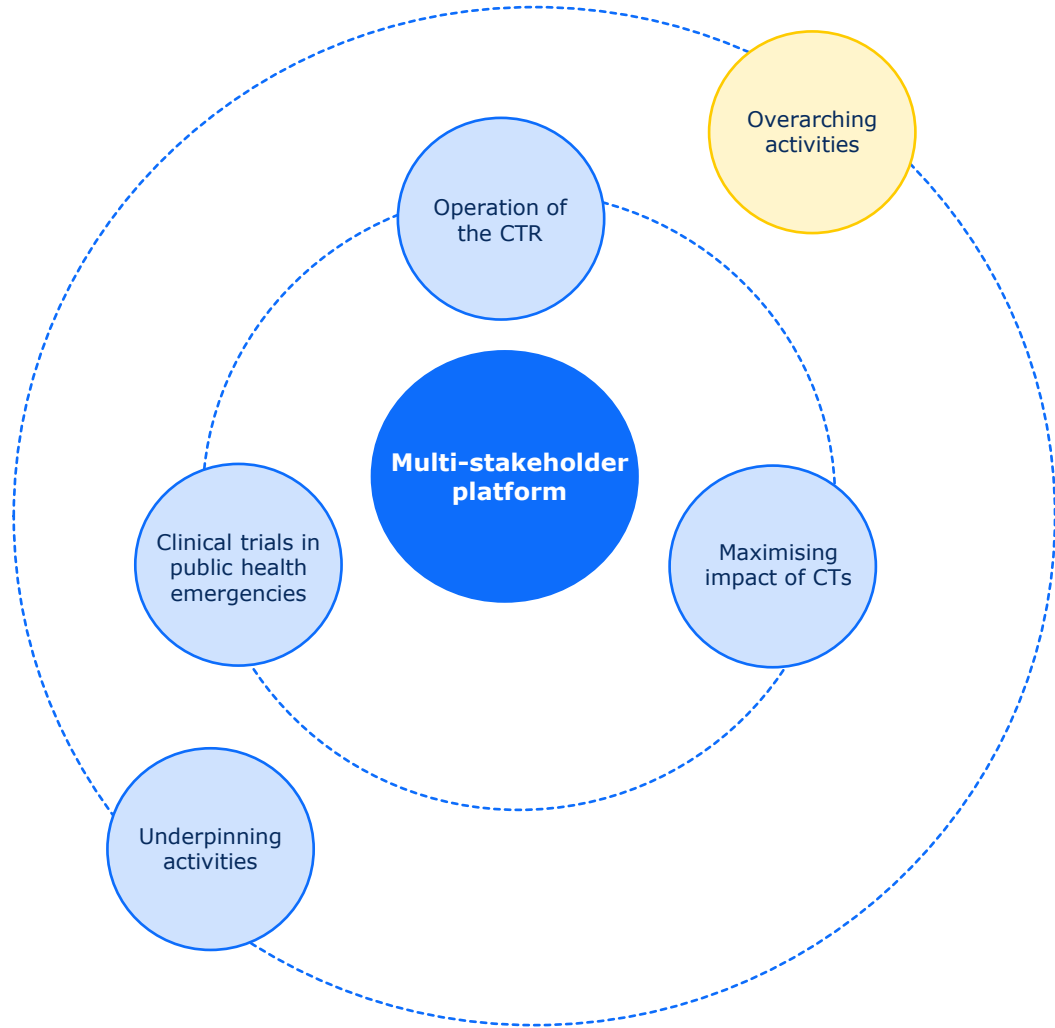 Overarching
activities
Operation of
the CTR
Multi-stakeholder
platform
Clinical trials in
public health
emergencies
Maximising
impact of CTs
Underpinning
activities